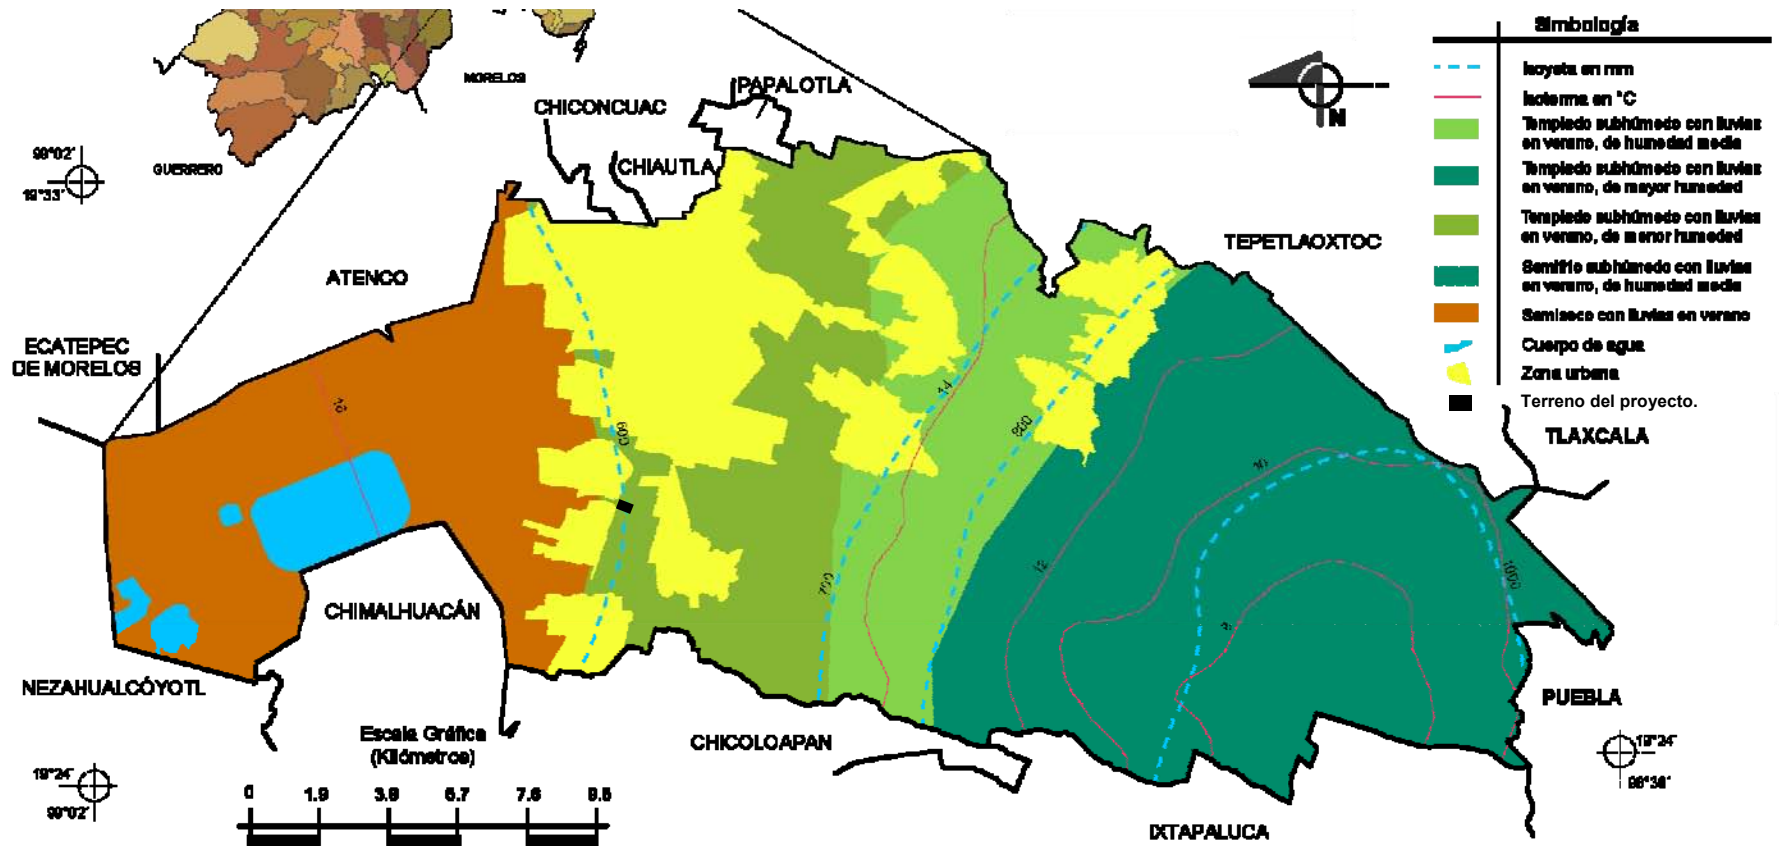 MORELOS
GUERRERO
99°02'
19°33'
PAPALOTLA
CHICONCUAC
CHIAUTLA
ATENCO
TEPETLAOXTOC
ECATEPEC
DE MORELOS
N
Simbología
Isoyeta en mm
Isoterma en °C
Templado subhúmedo con lluvias
en verano, de humedad media
Templado subhúmedo con lluvias
en verano, de mayor humedad
Templado subhúmedo con lluvias
en verano, de menor humedad
Semifrío subhúmedo con lluvias
en verano, de humedad media
Semiseco con lluvias en verano
Cuerpo de agua
Zona urbana
Terreno del proyecto.
TLAXCALA
600
14
800
10
12
700
1000
CHIMALHUACÁN
NEZAHUALCÓYOTL
PUEBLA
CHICOLOAPAN
IXTAPALUCA
19°24'
99°02'
19°24'
98°39'
Escala Gráfica
(Kilómetros)
0 1.9 3.8 5.7 7.6 9.5